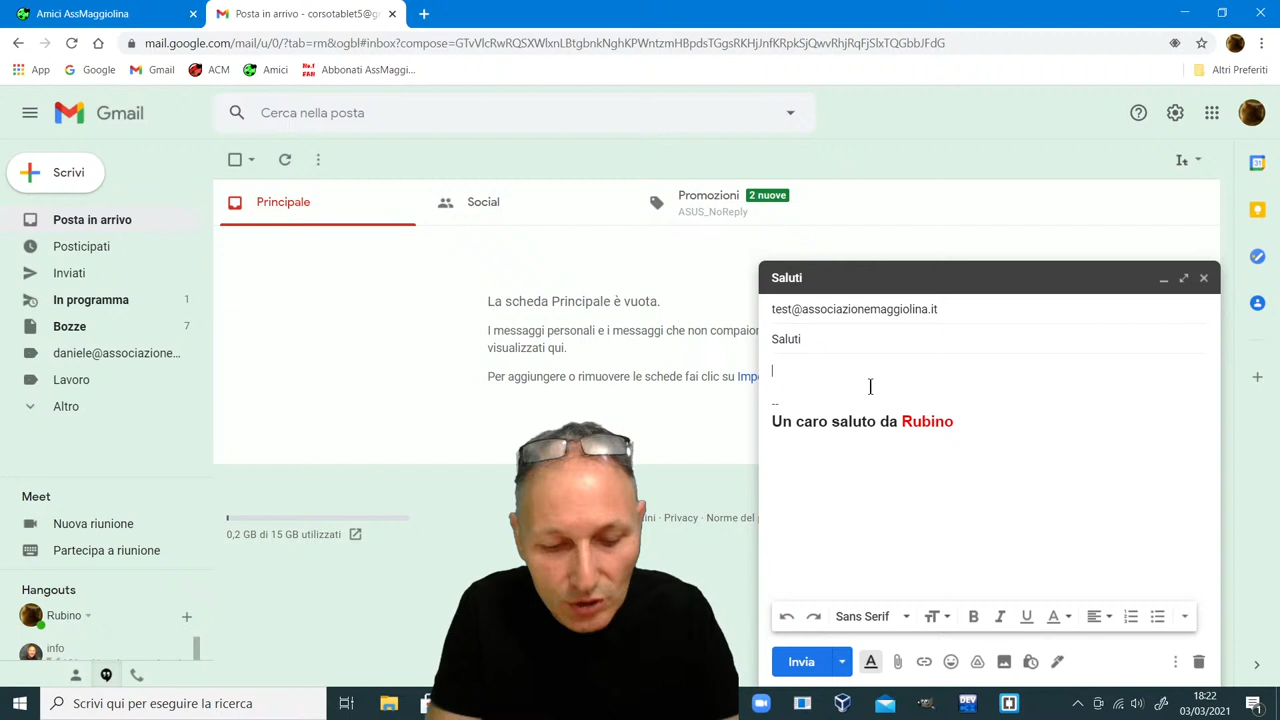 Amici AssMaggiolina
Posta in arrivo - corsotablet5@g
mail.google.com/mail/u/0/?tab=rm&ogbl#inbox?compose=GTvVlcRwRQSXWlxnLBtgbnkNghKPWntzmHBpdsTGgsRKHjJnfKRpkSjQwvRhjRqFjSlxTQGbbJFdG
App Google Gmail ACM Amici Abbonati AssMaggi... Altri Preferiti
Gmail
Cerca nella posta
Scrivi
Posta in arrivo
Posticipati
Inviati
In programma 1
Bozze 7
daniele@associazione...
Lavoro
Altro
Meet
Nuova riunione
Partecipa a riunione
Hangouts
Rubino
info
Principale
Social
Promozioni 2 nuove
ASUS_NoReply
La scheda Principale è vuota.
I messaggi personali e i messaggi che non compaion
visualizzati qui.
Per aggiungere o rimuovere le schede fai clic su Imp
0,2 GB di 15 GB utilizzati
Privacy · Norme del
Saluti
test@associazionemaggiolina.it
Saluti
--
Un caro saluto da Rubino
Sans Serif
Invia
Scrivi qui per eseguire la ricerca
18:22
03/03/2021